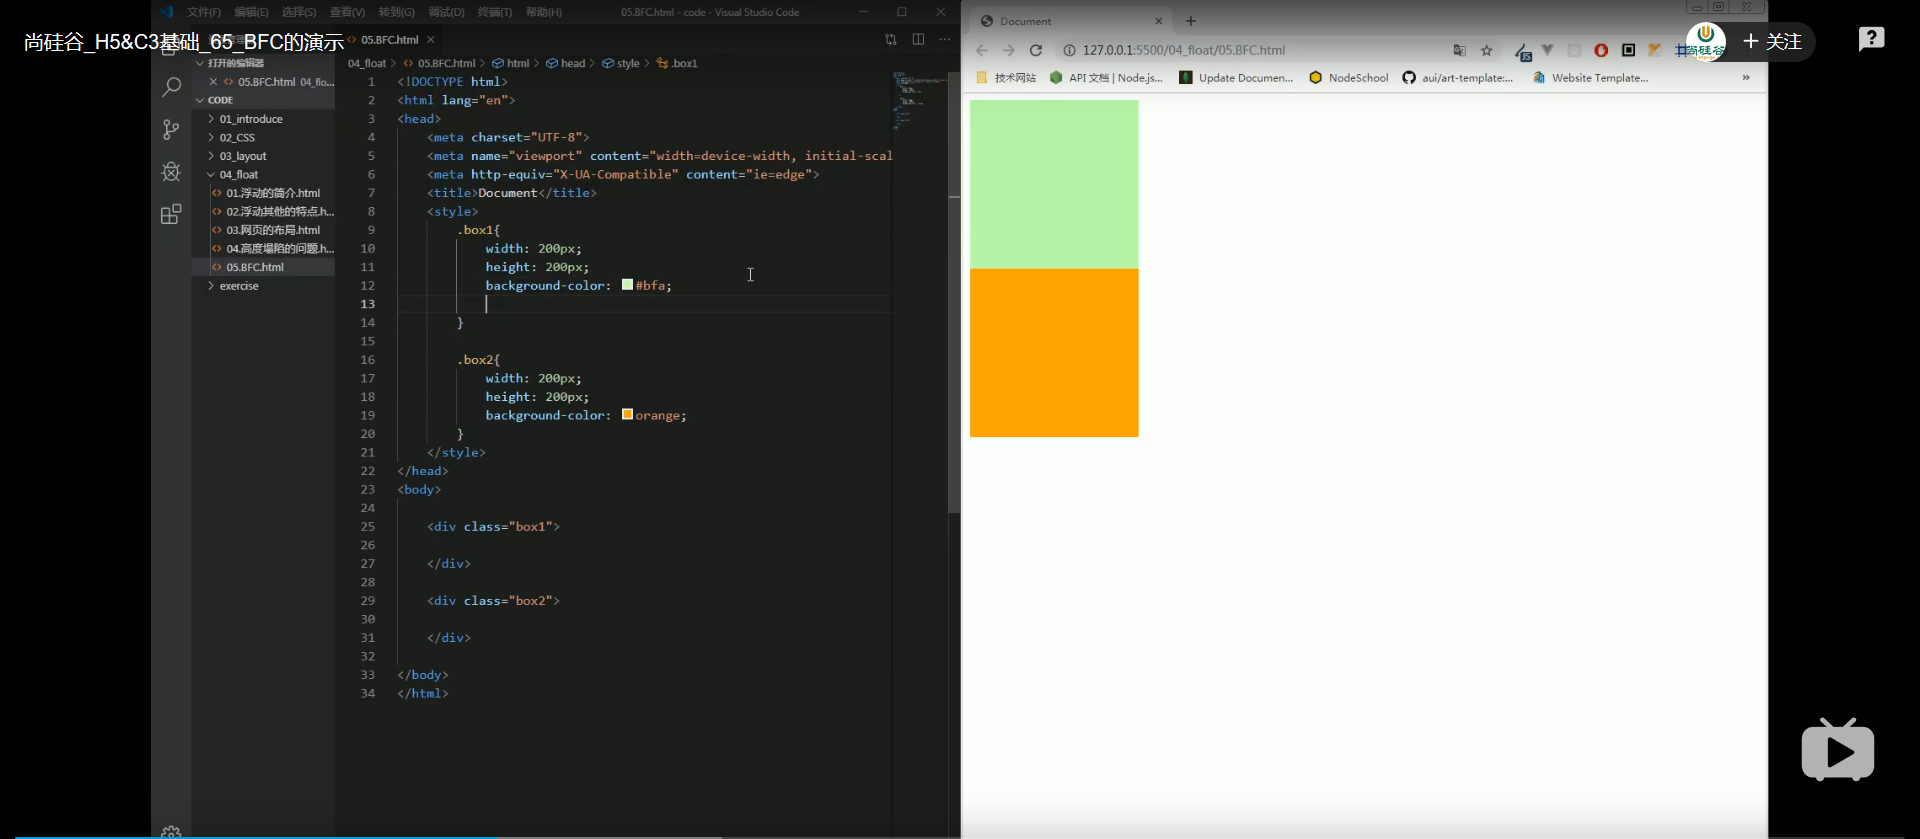 文件(F) 编辑(E) 选择(S) 查看(V) 转到(G) 调试(D) 终端(T) 帮助(H) 05.BFC.html - code - Visual Studio Code
尚硅谷_H5&C3基础_65_BFC的演示
05.BFC.html
打开的编辑器
05.BFC.html 04_flo...
CODE
01_introduce
02_CSS
03_layout
04_float
01.浮动的简介.html
02.浮动其他的特点.h...
03.网页的布局.html
04.高度塌陷的问题.h...
05.BFC.html
exercise
04_float > 05.BFC.html > html > head > style > .box1
1 <!DOCTYPE html>
2 <html lang="en">
3 <head>
4 <meta charset="UTF-8">
5 <meta name="viewport" content="width=device-width, initial-scal
6 <meta http-equiv="X-UA-Compatible" content="ie=edge">
7 <title>Document</title>
8 <style>
9 .box1{
10 width: 200px;
11 height: 200px;
12 background-color: #bfa;
13
14 }
15
16 .box2{
17 width: 200px;
18 height: 200px;
19 background-color: orange;
20 }
21 </style>
22 </head>
23 <body>
24
25 <div class="box1">
26
27 </div>
28
29 <div class="box2">
30
31 </div>
32
33 </body>
34 </html>
Document
127.0.0.1:5500/04_float/05.BFC.html
JS
尚硅谷
+ 关注
技术网站 API 文档 | Node.js... Update Documen... NodeSchool aui/art-template:... Website Template... »